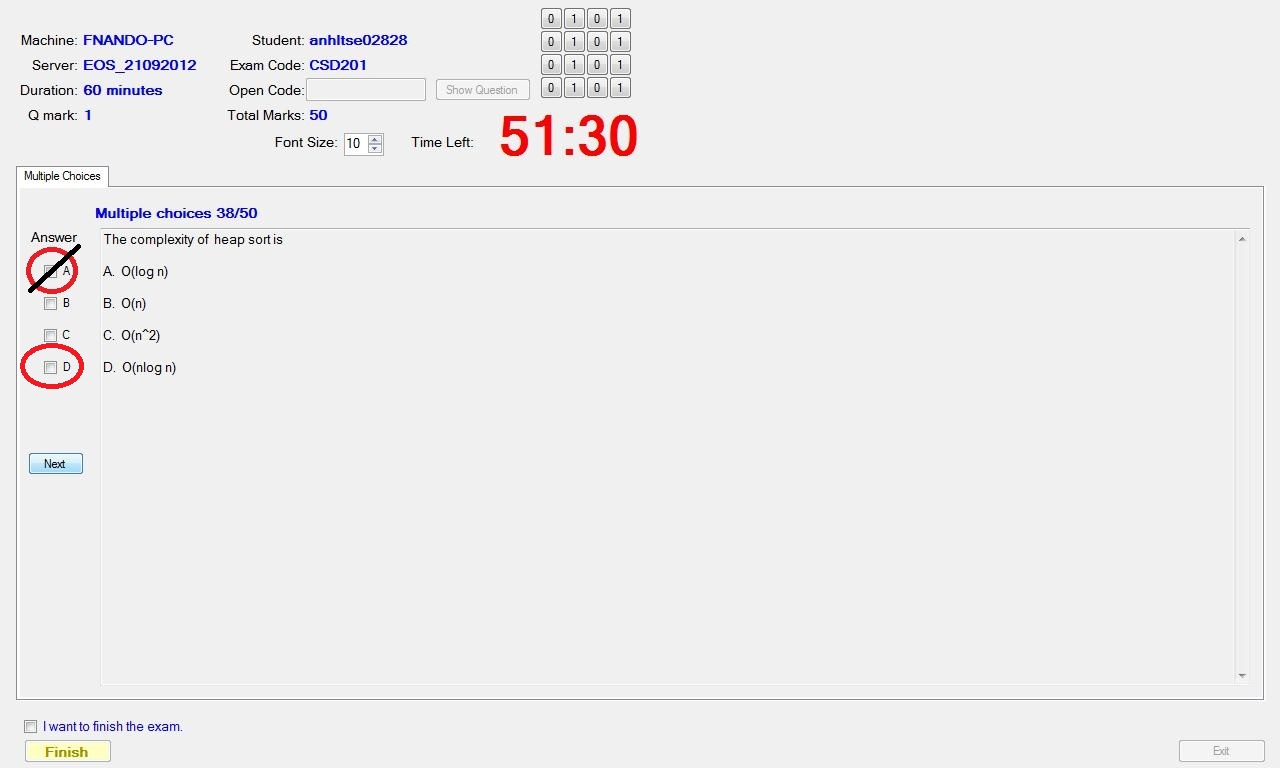 0 1 0 1
Machine: FNANDO-PC Student: anhltse02828
0 1 0 1
Server: EOS_21092012 Exam Code: CSD201
0 1 0 1
Duration: 60 minutes Open Code: Show Question
0 1 0 1
Q mark: 1 Total Marks: 50
Font Size: 10 Time Left: 51:30
Multiple Choices
Multiple choices 38/50
Answer
The complexity of heap sort is
A A. O(log n)
B B. O(n)
C C. O(n^2)
D D. O(nlog n)
Next
I want to finish the exam.
Finish
Exit